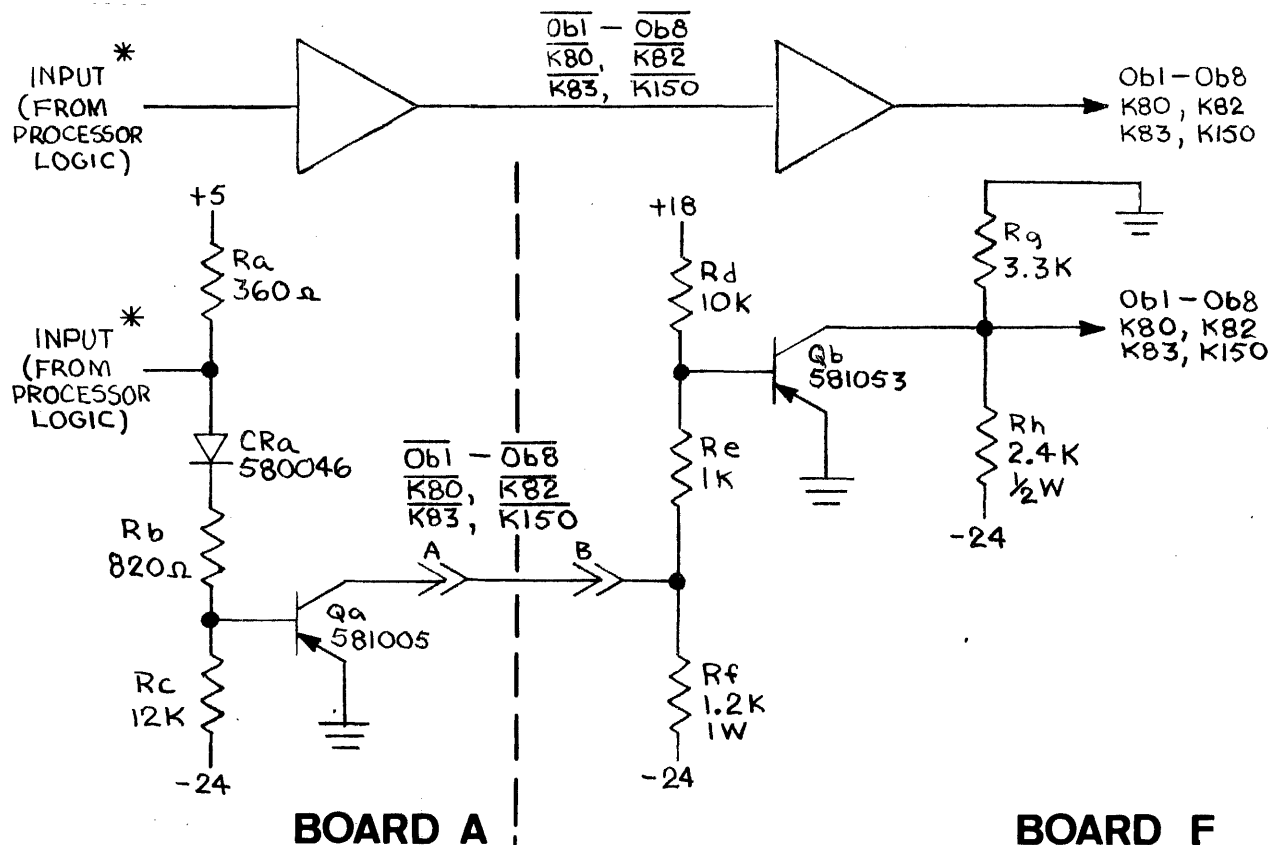 INPUT *
(FROM
PROCESSOR
LOGIC)
Ob1 - Ob8
K80, K82
K83, K150
Ob1 - Ob8
K80, K82
K83, K150
+5
Ra
360Ω
INPUT *
(FROM
PROCESSOR
LOGIC)
CRa
580046
Rb
820Ω
Rc
12K
-24
Qa
581005
Ob1 - Ob8
K80, K82
K83, K150
A
B
+18
Rd
10K
Re
1K
Rf
1.2K
1W
-24
Qb
581053
Rg
3.3K
Ob1 - Ob8
K80, K82
K83, K150
Rh
2.4K
½W
-24
BOARD A
BOARD F